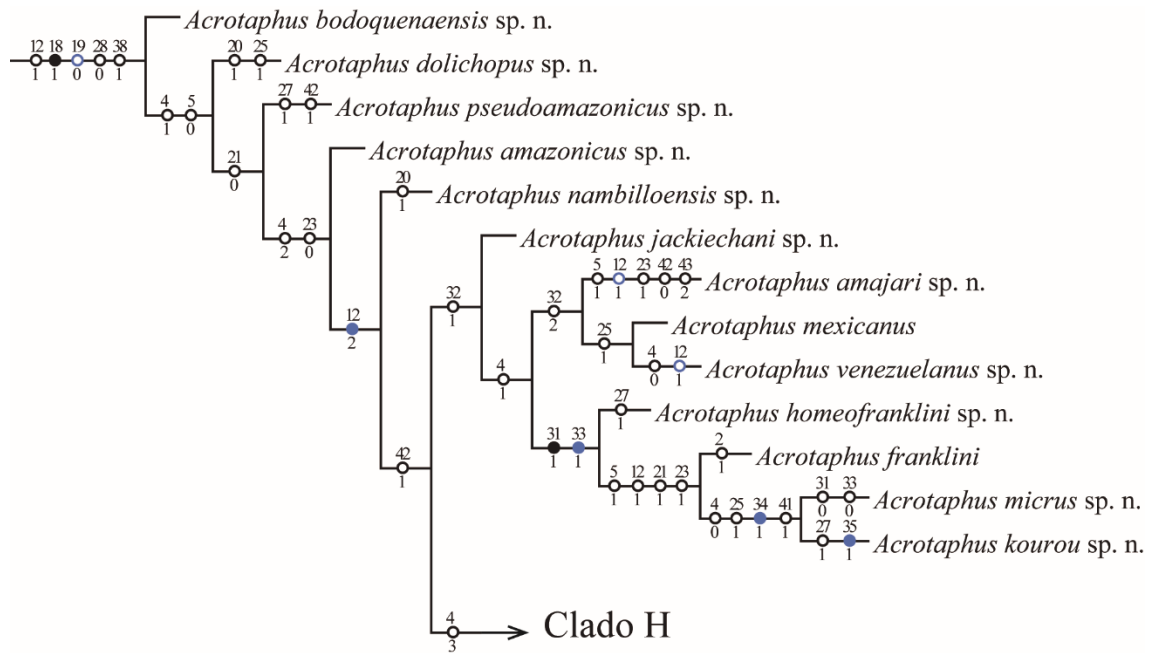 Acrotaphus bodoquenaensis sp. n.
12 18 19 28 38
1 1 0 0 1
20 25
1 1
Acrotaphus dolichopus sp. n.
4 5
1 0
27 42
1 1
Acrotaphus pseudoamazonicus sp. n.
21
0
Acrotaphus amazonicus sp. n.
4 23
2 0
20
1
Acrotaphus nambilloensis sp. n.
12
2
Acrotaphus jackiechani sp. n.
32
1
5 12 23 42 43
1 1 1 0 2
Acrotaphus amajari sp. n.
32
2
Acrotaphus mexicanus
25
1
4 12
0 1
Acrotaphus venezuelanus sp. n.
4
1
27
1
Acrotaphus homeofranklini sp. n.
31 33
1 1
42
1
2
1
Acrotaphus franklini
5 12 21 23
1 1 1 1
31 33
0 0
Acrotaphus micrus sp. n.
4 25 34 41
0 1 1 1
27 35
1 1
Acrotaphus kourou sp. n.
4
3
Clado H